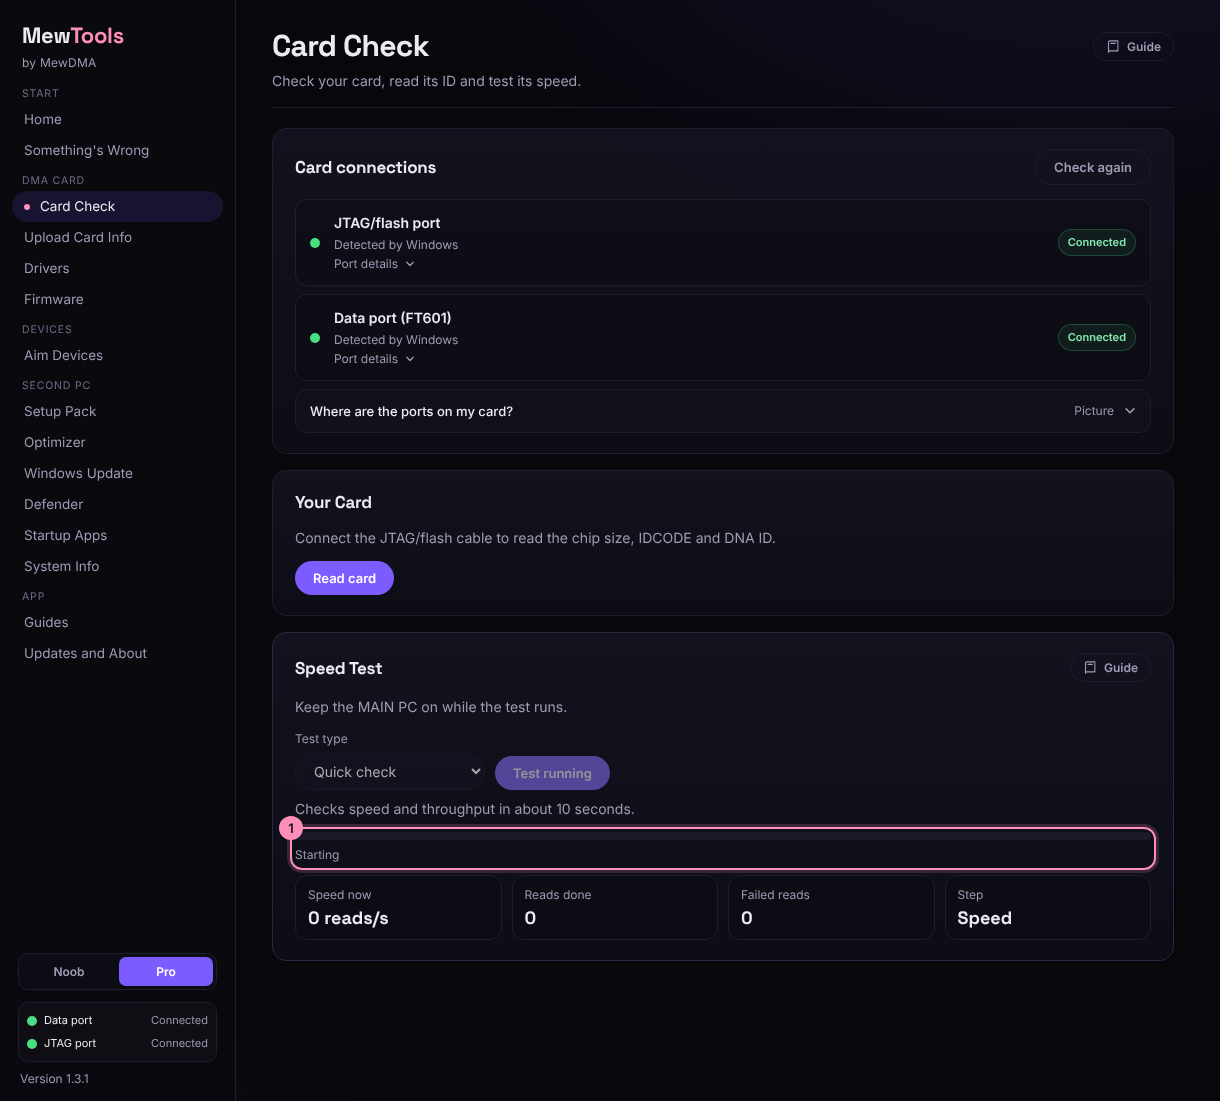 MewTools
by MewDMA
START
Home
Something's Wrong
DMA CARD
Card Check
Upload Card Info
Drivers
Firmware
DEVICES
Aim Devices
SECOND PC
Setup Pack
Optimizer
Windows Update
Defender
Startup Apps
System Info
APP
Guides
Updates and About
Noob
Pro
Data port Connected
JTAG port Connected
Version 1.3.1
Card Check
Guide
Check your card, read its ID and test its speed.
Card connections
Check again
JTAG/flash port
Detected by Windows
Port details
Connected
Data port (FT601)
Detected by Windows
Port details
Connected
Where are the ports on my card?
Picture
Your Card
Connect the JTAG/flash cable to read the chip size, IDCODE and DNA ID.
Read card
Speed Test
Guide
Keep the MAIN PC on while the test runs.
Test type
Quick check
Test running
Checks speed and throughput in about 10 seconds.
1
Starting
Speed now
0 reads/s
Reads done
0
Failed reads
0
Step
Speed